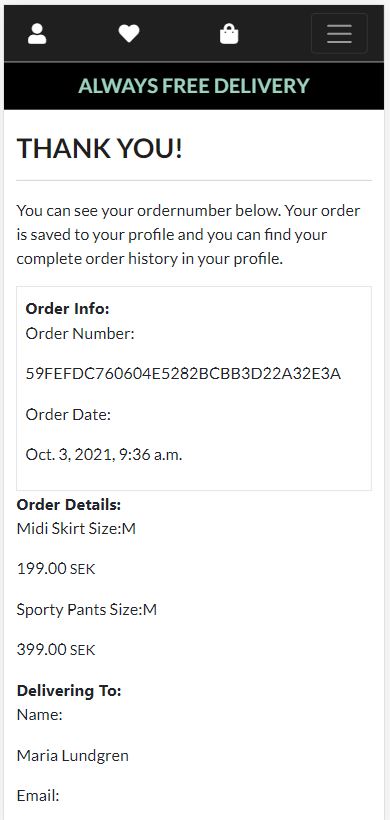 ALWAYS FREE DELIVERY
THANK YOU!
You can see your ordernumber below. Your order
is saved to your profile and you can find your
complete order history in your profile.
Order Info:
Order Number:
59FEFDC760604E5282BCBB3D22A32E3A
Order Date:
Oct. 3, 2021, 9:36 a.m.
Order Details:
Midi Skirt Size:M
199.00 SEK
Sporty Pants Size:M
399.00 SEK
Delivering To:
Name:
Maria Lundgren
Email: